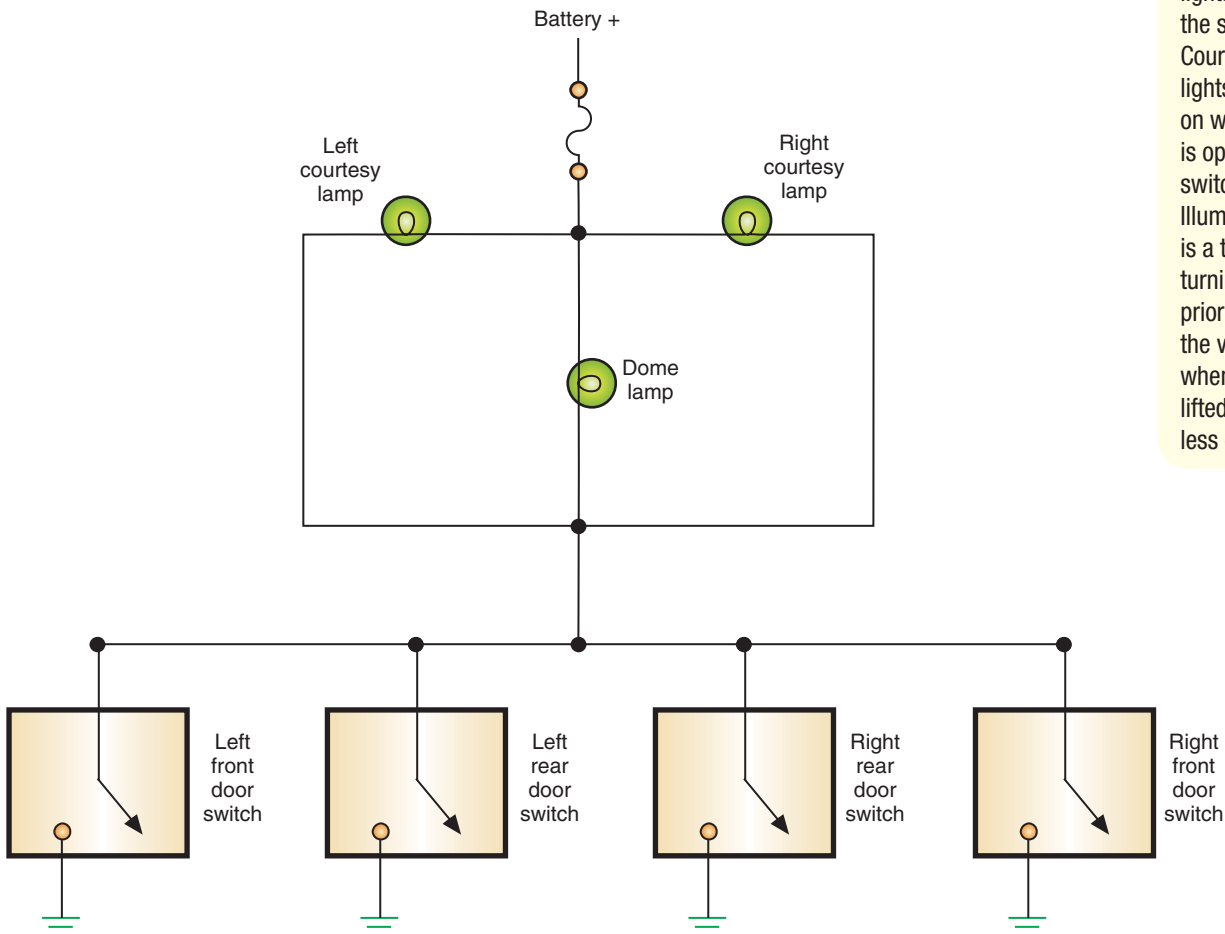 Battery +
Left
courtesy
lamp
Right
courtesy
lamp
Dome
lamp
Left
front
door
switch
Left
rear
door
switch
Right
rear
door
switch
Right
front
door
switch
the s
Cour
lights
on w
is op
switc
Illum
is a t
turni
prior
the v
when
lifted
less